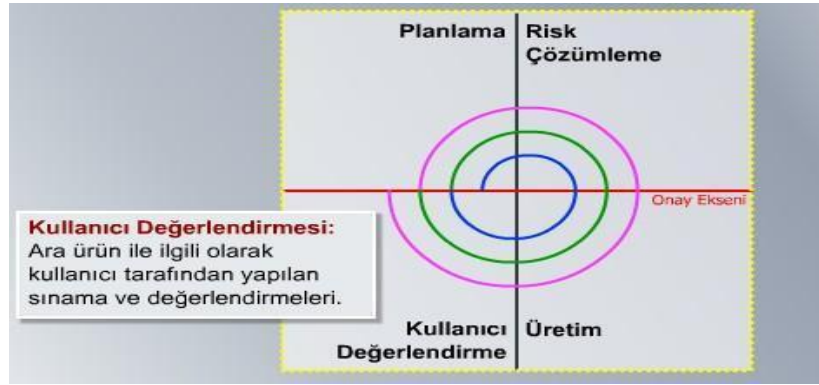 Planlama
Risk
Çözümleme
Onay Ekseni
Kullanıcı Değerlendirmesi:
Ara ürün ile ilgili olarak
kullanıcı tarafından yapılan
sınama ve değerlendirmeleri.
Kullanıcı
Değerlendirme
Üretim